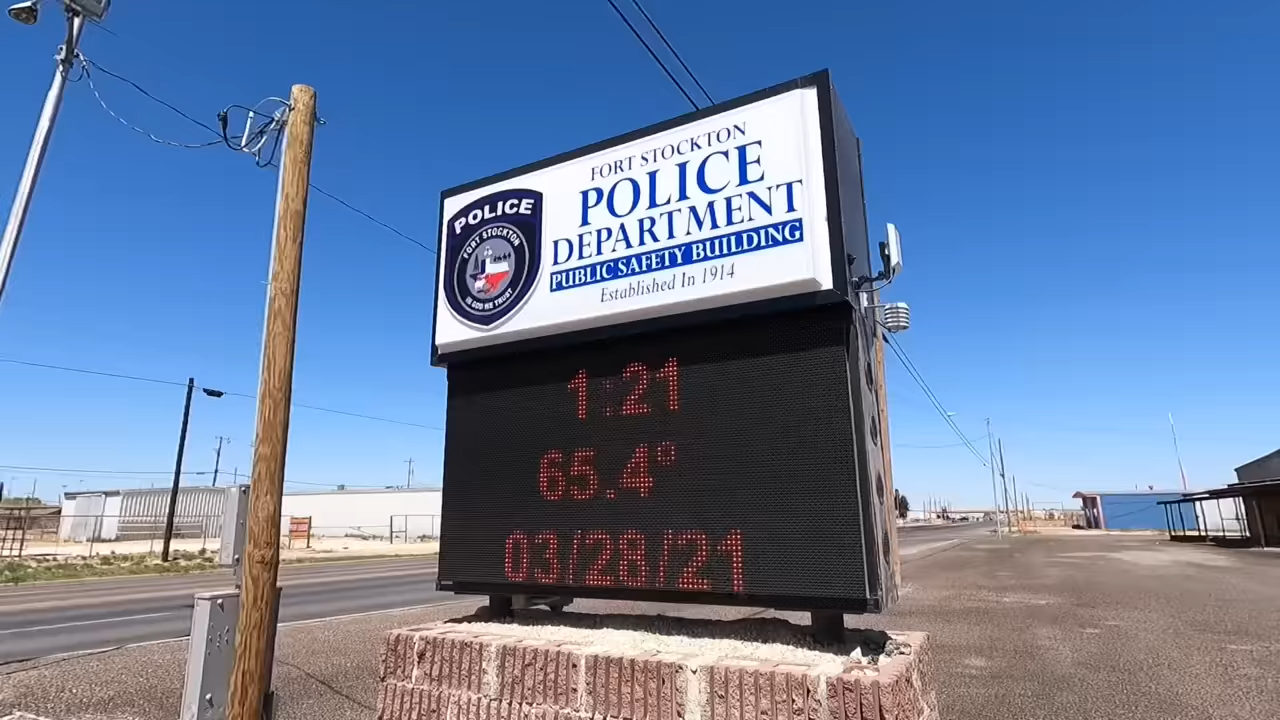 FORT STOCKTON
POLICE
DEPARTMENT
PUBLIC SAFETY BUILDING
Established In 1914
POLICE
FORT STOCKTON
IN GOD WE TRUST
1:21
65.4°
03/28/21